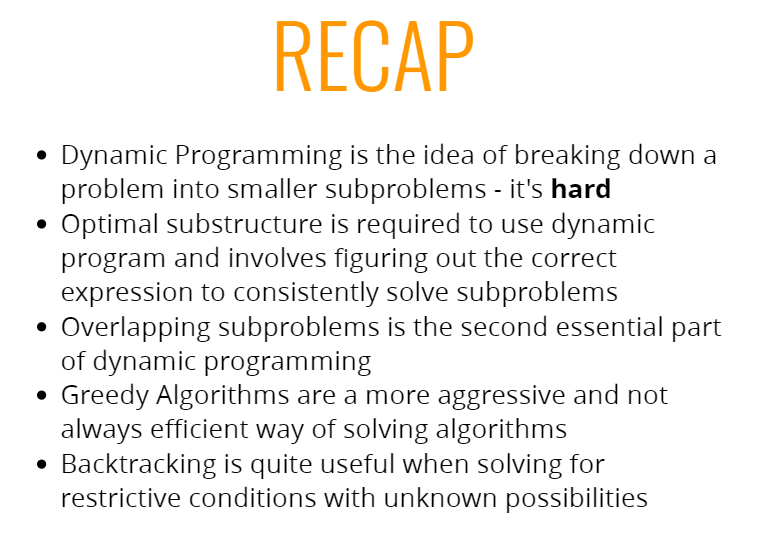 RECAP
• Dynamic Programming is the idea of breaking down a
problem into smaller subproblems - it's hard
• Optimal substructure is required to use dynamic
program and involves figuring out the correct
expression to consistently solve subproblems
• Overlapping subproblems is the second essential part
of dynamic programming
• Greedy Algorithms are a more aggressive and not
always efficient way of solving algorithms
• Backtracking is quite useful when solving for
restrictive conditions with unknown possibilities